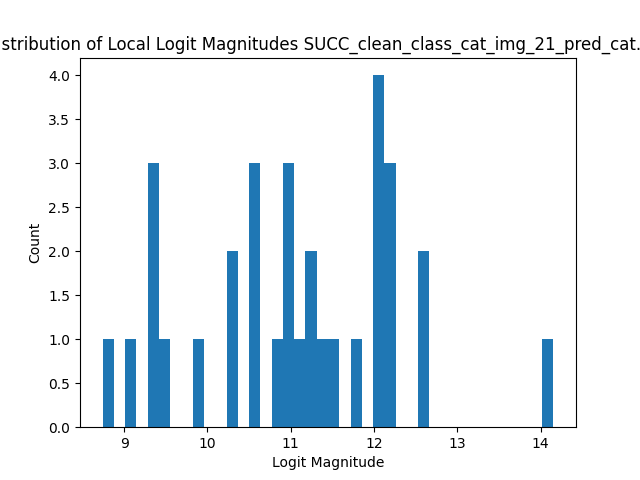 stribution of Local Logit Magnitudes SUCC_clean_class_cat_img_21_pred_cat.
4.0
3.5
3.0
2.5
2.0
1.5
1.0
0.5
0.0
Count
9 10 11 12 13 14
Logit Magnitude